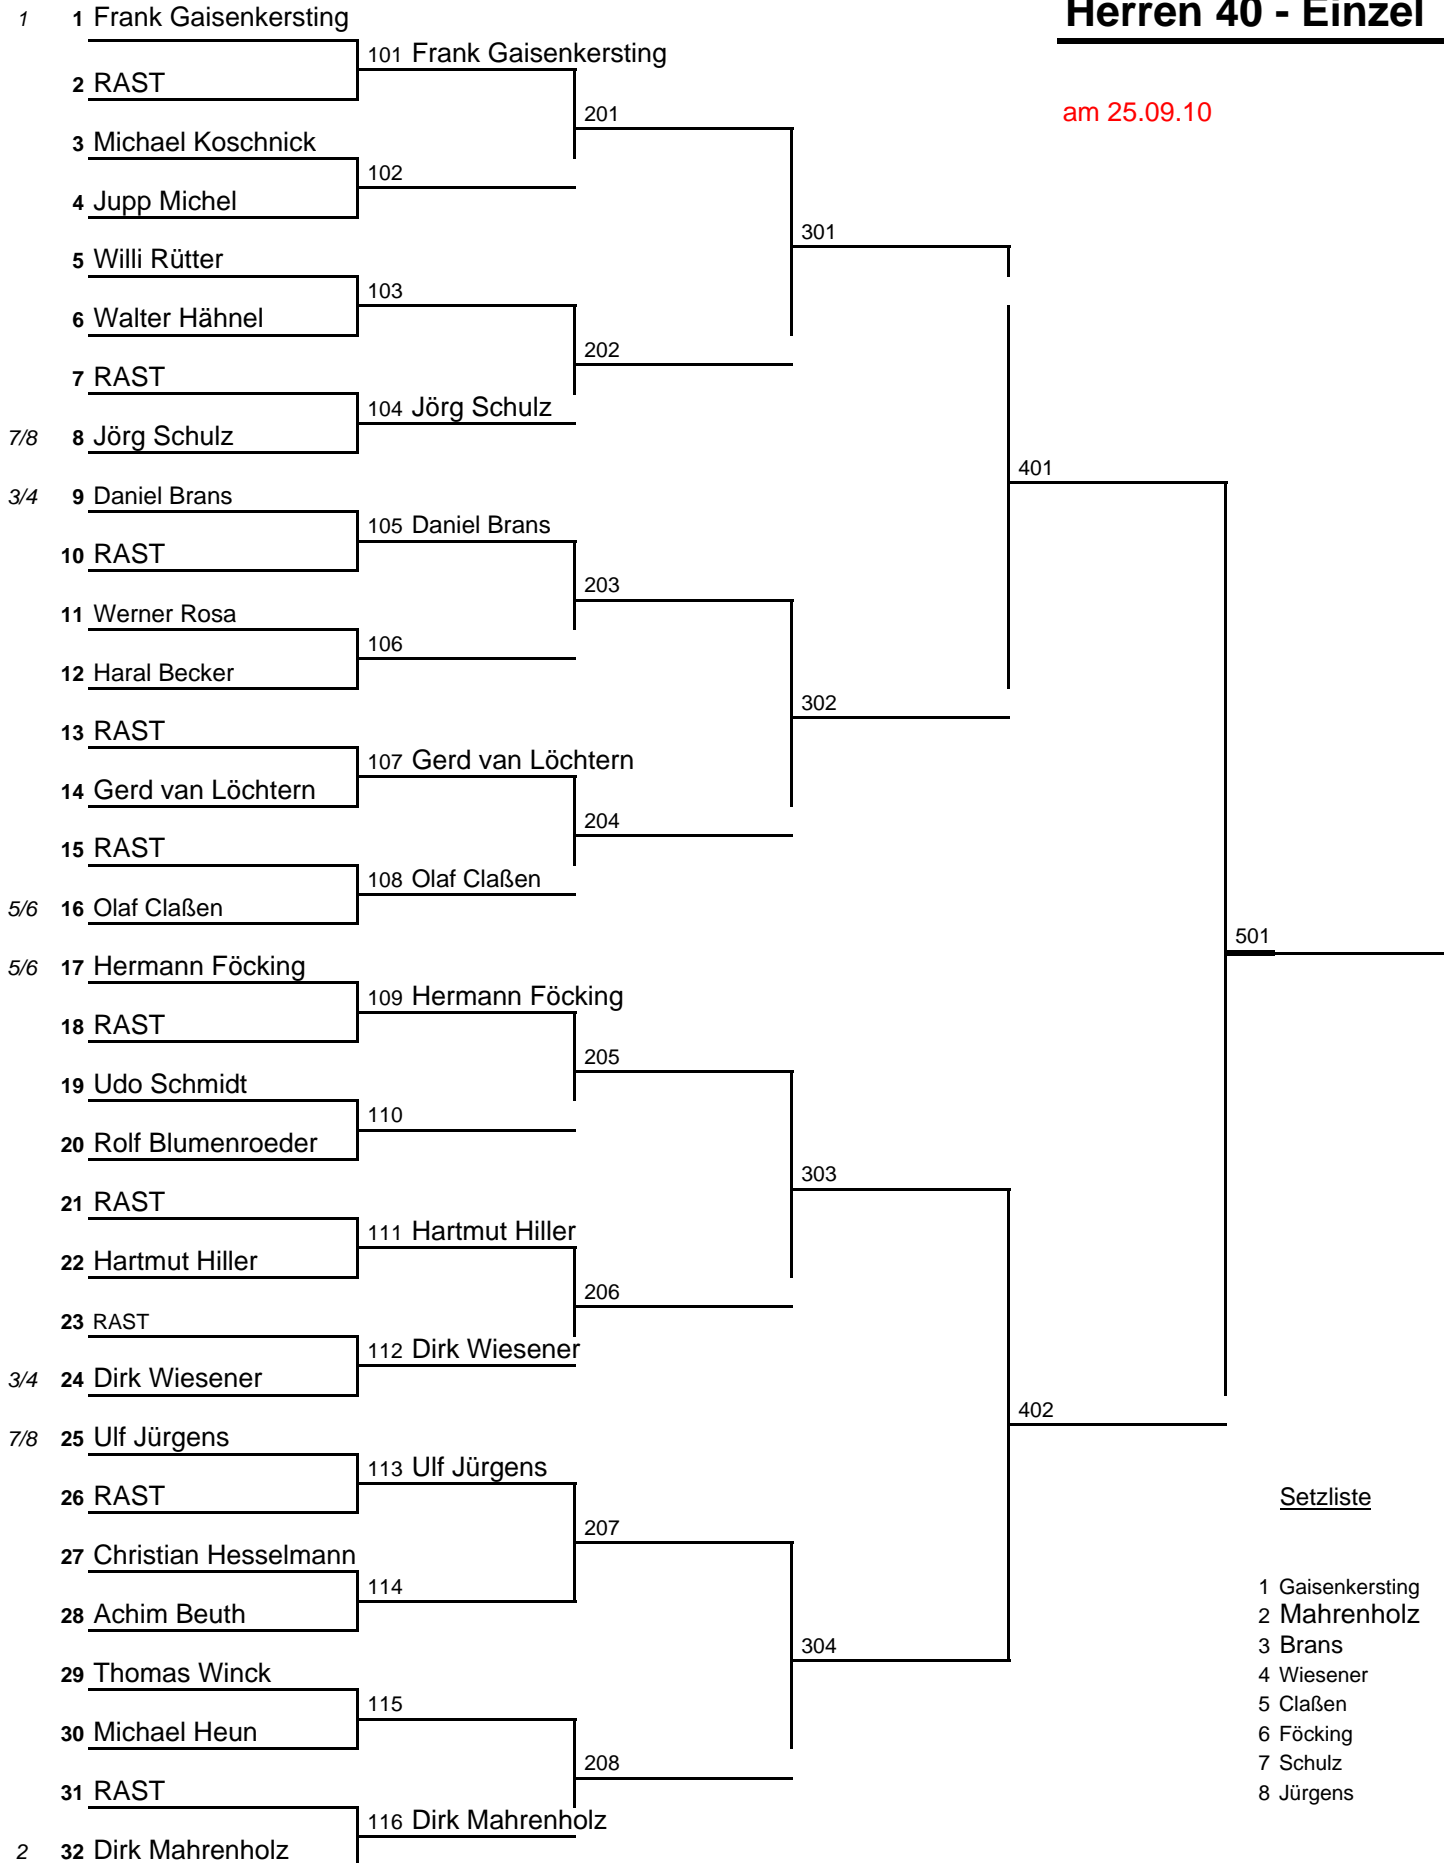 Herren 40 - Einzel
1 1 Frank Gaisenkersting
101 Frank Gaisenkersting
2 RAST
am 25.09.10
201
3 Michael Koschnick
102
4 Jupp Michel
301
5 Willi Rütter
103
6 Walter Hähnel
202
7 RAST
104 Jörg Schulz
7/8 8 Jörg Schulz
401
3/4 9 Daniel Brans
105 Daniel Brans
10 RAST
203
11 Werner Rosa
106
12 Haral Becker
302
13 RAST
107 Gerd van Löchtern
14 Gerd van Löchtern
204
15 RAST
108 Olaf Claßen
5/6 16 Olaf Claßen
501
5/6 17 Hermann Föcking
109 Hermann Föcking
18 RAST
205
19 Udo Schmidt
110
20 Rolf Blumenroeder
303
21 RAST
111 Hartmut Hiller
22 Hartmut Hiller
206
23 RAST
112 Dirk Wiesener
3/4 24 Dirk Wiesener
402
7/8 25 Ulf Jürgens
113 Ulf Jürgens
26 RAST
Setzliste
207
27 Christian Hesselmann
114
28 Achim Beuth
304
29 Thomas Winck
115
30 Michael Heun
208
31 RAST
116 Dirk Mahrenholz
2 32 Dirk Mahrenholz
1 Gaisenkersting
2 Mahrenholz
3 Brans
4 Wiesener
5 Claßen
6 Föcking
7 Schulz
8 Jürgens